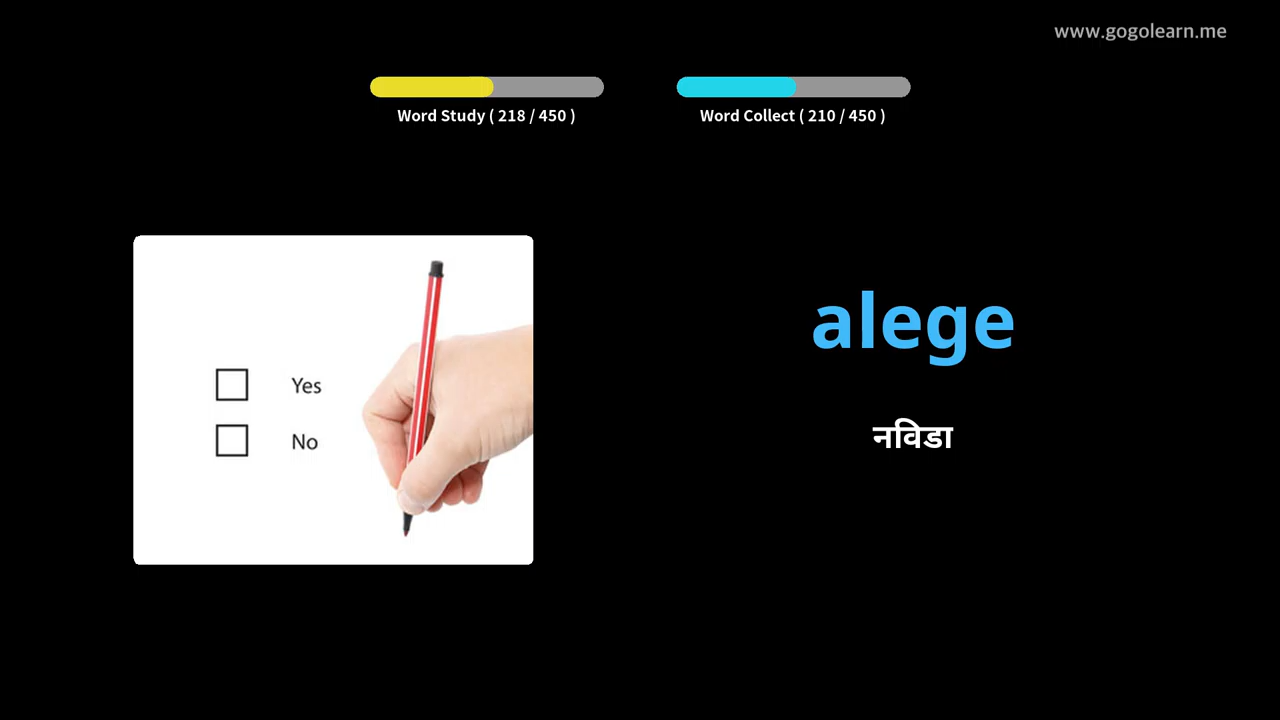 www.gogolearn.me
Word Study ( 218 / 450 )
Word Collect ( 210 / 450 )
Yes
No
alege
नविडा